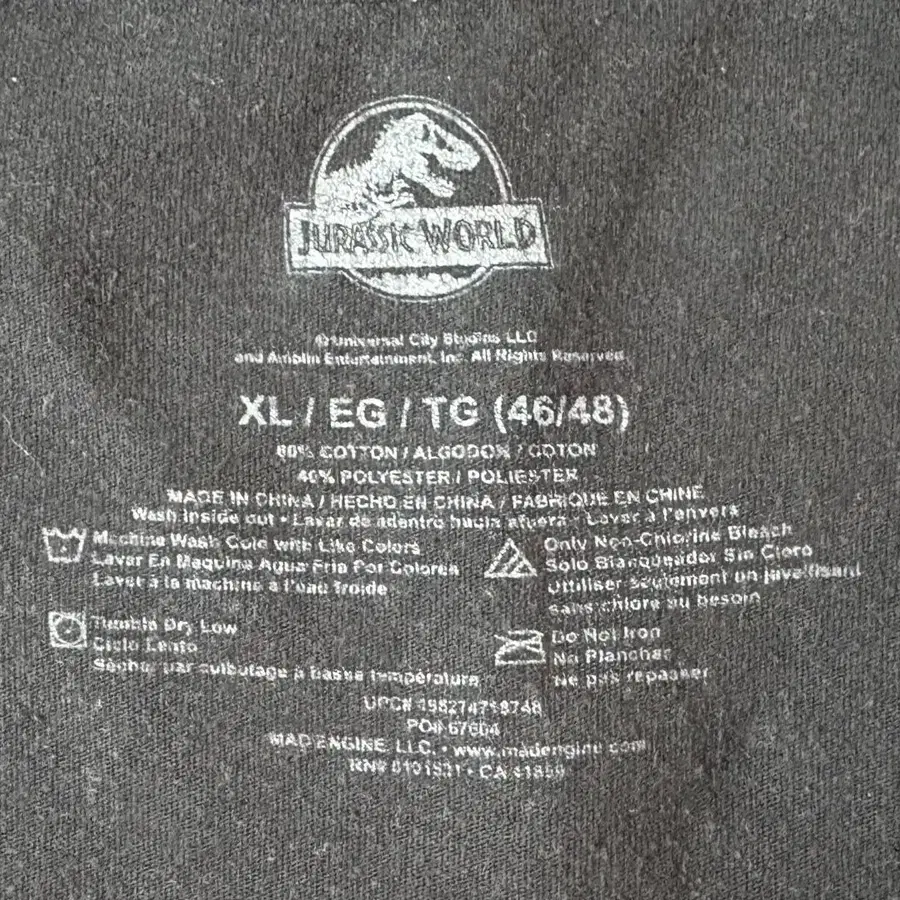 JURASSIC WORLD
©Universal City Studios LLC
and Amblin Entertainment, Inc. All Rights Reserved.
XL / EG / TG (46/48)
60% COTTON / ALGODON / COTON
40% POLYESTER / POLIESTER
MADE IN CHINA / HECHO EN CHINA / FABRIQUE EN CHINE
Wash Inside out • Lavar de adentro hacia afuera • Laver à l'envers
Machine Wash Cold with Like Colors
Lavar En Maquina Agua Fria Por Colores
Laver à la machine à l'eau froide
Only Non-Chlorine Bleach
Solo Blanqueador Sin Cloro
Utiliser seulement un javellisant
sans chlore au besoin
Tumble Dry Low
Ciclo Lento
Sécher par culbutage à basse température
Do Not Iron
No Planchar
Ne pas repasser
UPC#
PO# 67604
MAD ENGINE, LLC. • www.madengine.com
RN# • CA